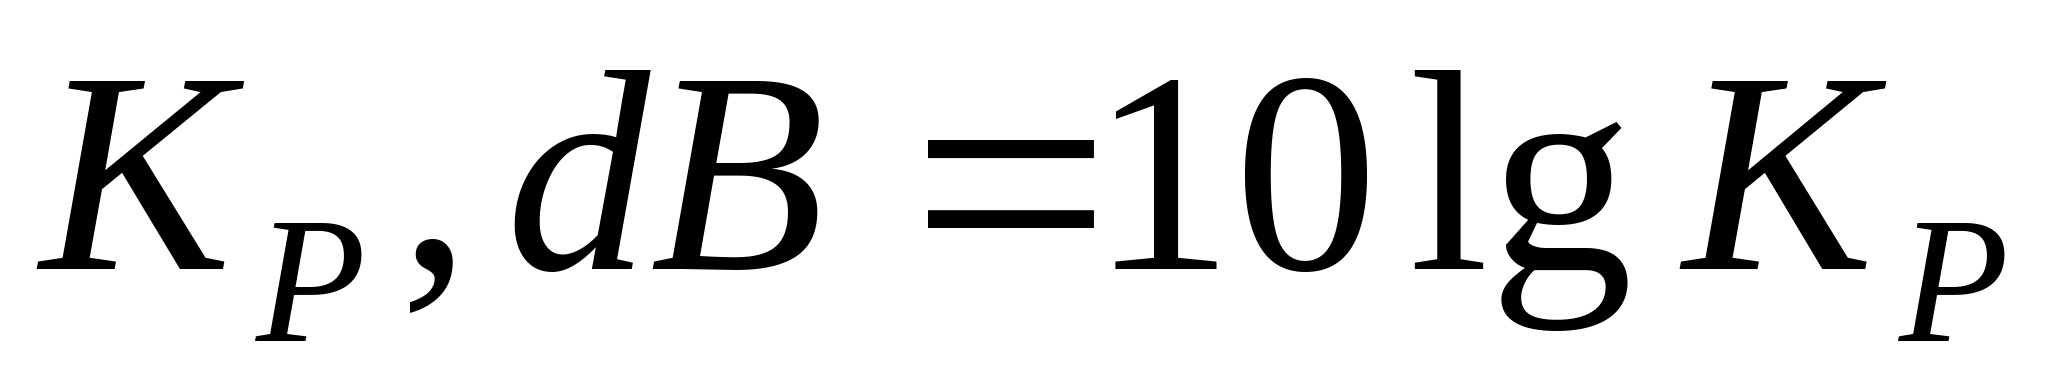 K_P, dB = 10 lg K_P